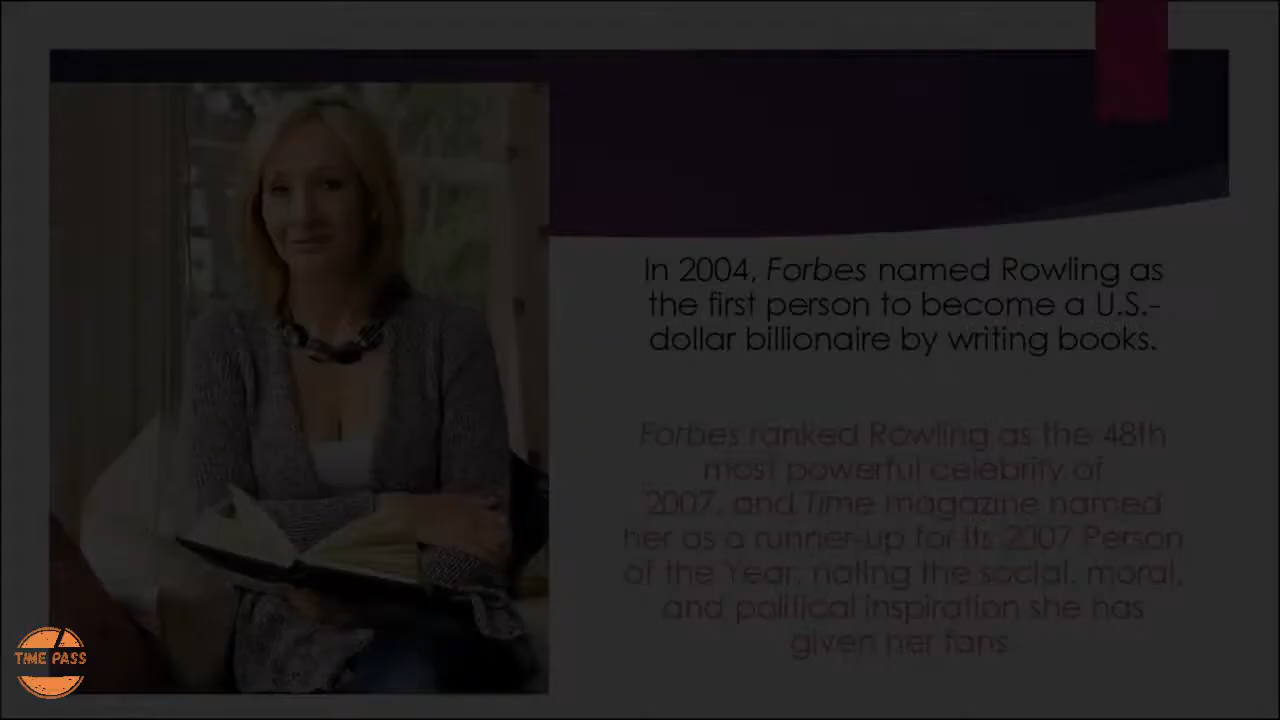 In 2004, Forbes named Rowling as
the first person to become a U.S.-
dollar billionaire by writing books.
Forbes ranked Rowling as the 48th
most powerful celebrity of
2007, and Time magazine named
her as a runner-up for its 2007 Person
of the Year, noting the social, moral,
and political inspiration she has
given her fans.
TIME PASS